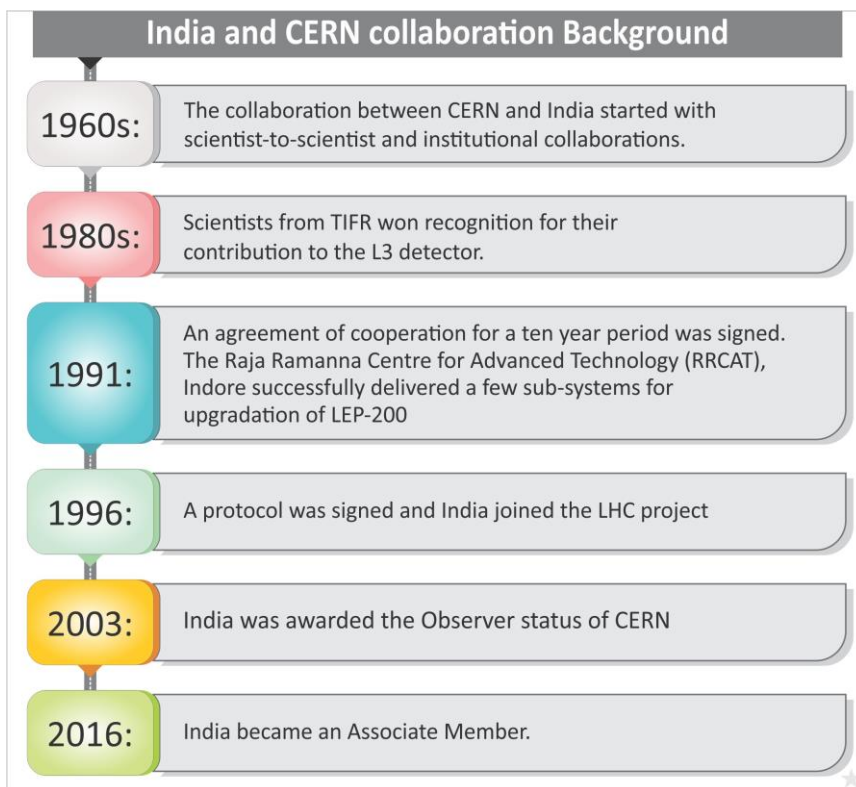 India and CERN collaboration Background
1960s:
The collaboration between CERN and India started with
scientist-to-scientist and institutional collaborations.
1980s:
Scientists from TIFR won recognition for their
contribution to the L3 detector.
1991:
An agreement of cooperation for a ten year period was signed.
The Raja Ramanna Centre for Advanced Technology (RRCAT),
Indore successfully delivered a few sub-systems for
upgradation of LEP-200
1996:
A protocol was signed and India joined the LHC project
2003:
India was awarded the Observer status of CERN
2016:
India became an Associate Member.